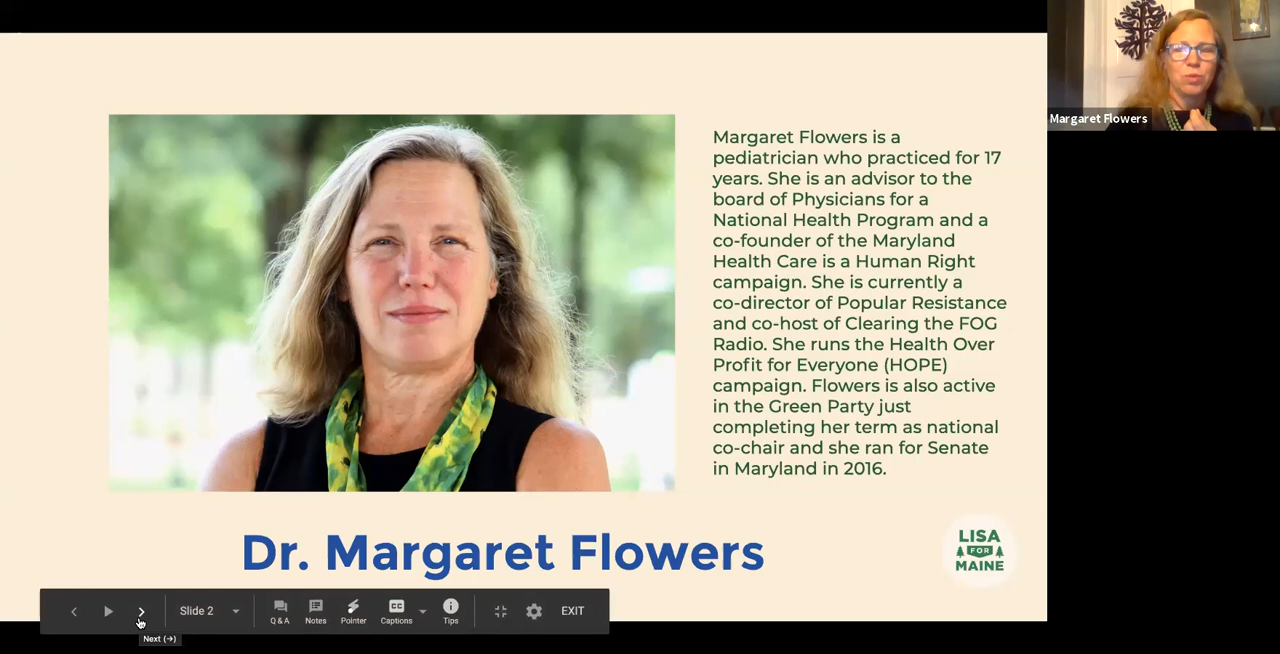 Margaret Flowers
Margaret Flowers is a
pediatrician who practiced for 17
years. She is an advisor to the
board of Physicians for a
National Health Program and a
co-founder of the Maryland
Health Care is a Human Right
campaign. She is currently a
co-director of Popular Resistance
and co-host of Clearing the FOG
Radio. She runs the Health Over
Profit for Everyone (HOPE)
campaign. Flowers is also active
in the Green Party just
completing her term as national
co-chair and she ran for Senate
in Maryland in 2016.
Dr. Margaret Flowers
LISA
FOR
MAINE
Slide 2
Q & A
Notes
Pointer
CC
Captions
Tips
EXIT
Next (→)